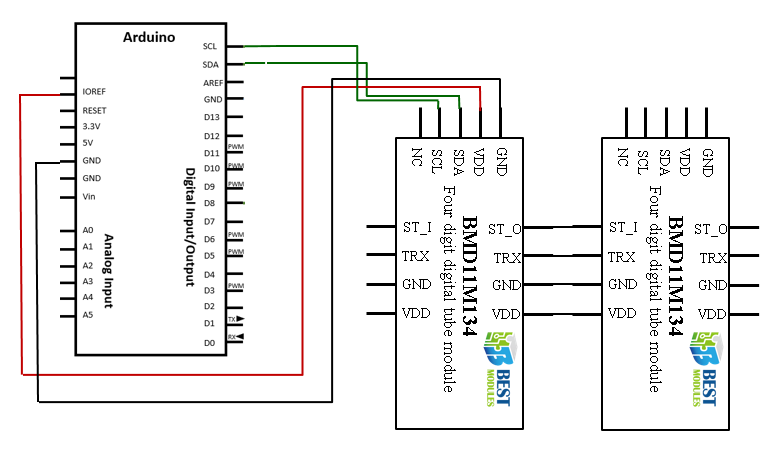 Arduino
SCL
SDA
AREF
GND
D13
D12
PWM
D11
PWM
D10
PWM
D9
D8
D7
PWM
D6
PWM
D5
D4
PWM
D3
D2
TX
D1
RX
D0
Digital Input/Output
IOREF
RESET
3.3V
5V
GND
GND
Vin
A0
A1
A2
A3
A4
A5
Analog Input
NC
SCL
SDA
VDD
GND
ST_I
TRX
GND
VDD
ST_O
TRX
GND
VDD
BMD11M134
Four digit digital tube module
BEST
MODULES
NC
SCL
SDA
VDD
GND
ST_I
TRX
GND
VDD
ST_O
TRX
GND
VDD
BMD11M134
Four digit digital tube module
BEST
MODULES